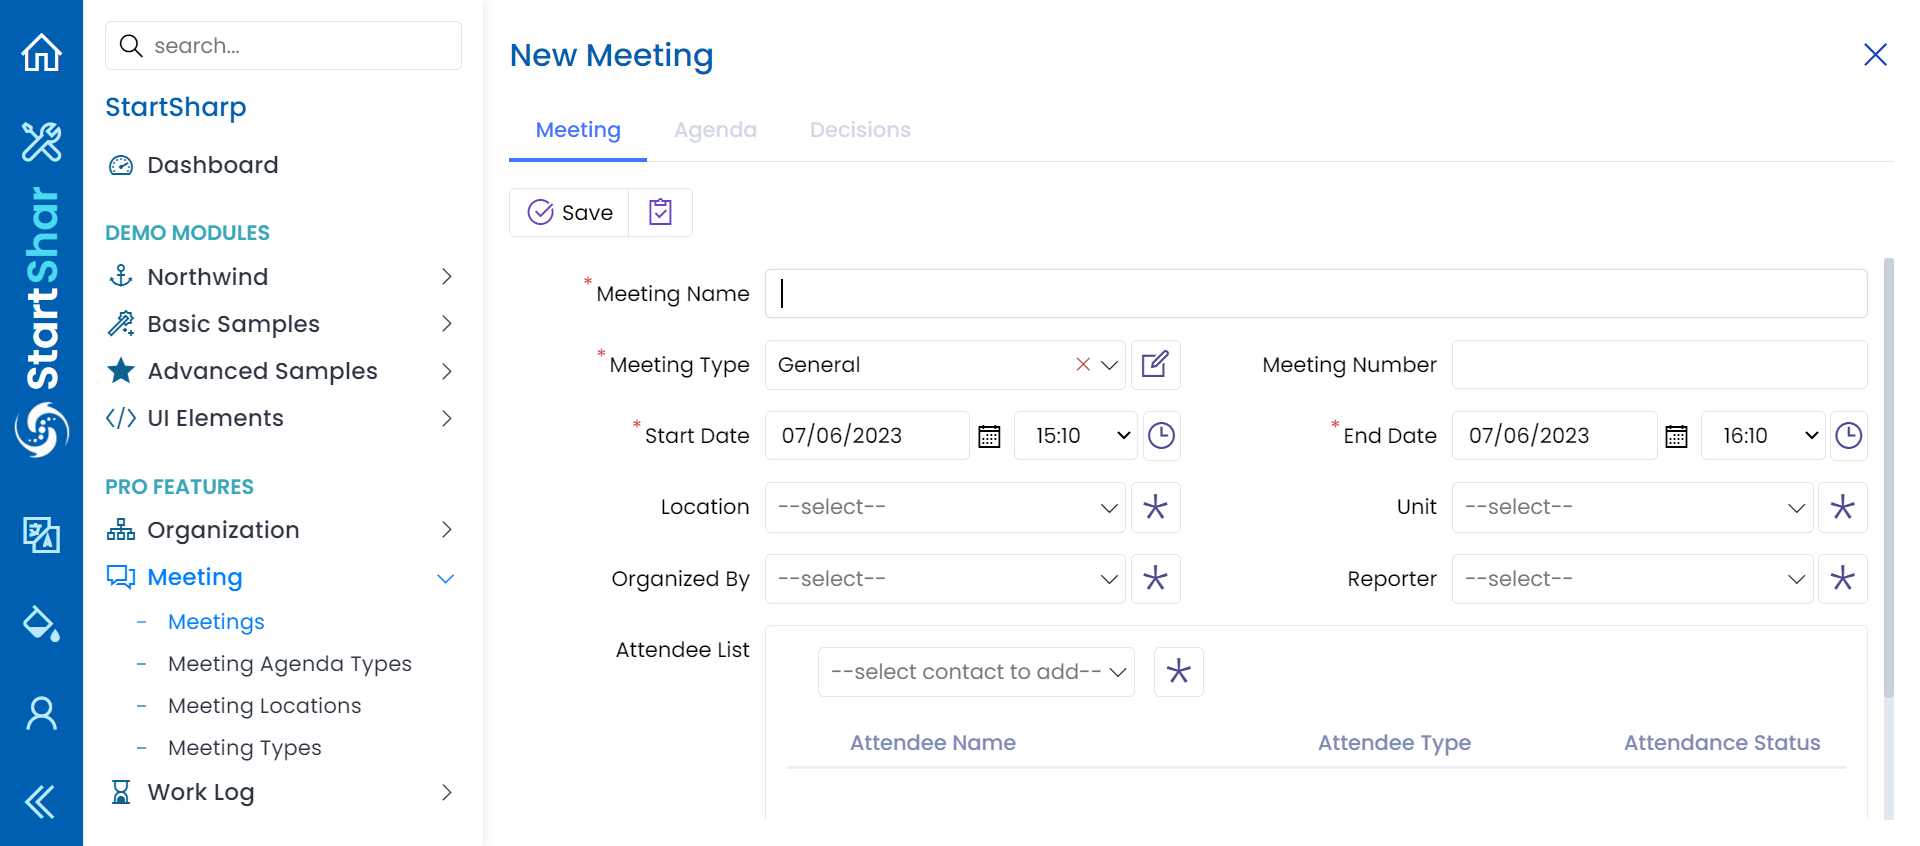 StartShar
search...
StartSharp
Dashboard
DEMO MODULES
Northwind
Basic Samples
Advanced Samples
UI Elements
PRO FEATURES
Organization
Meeting
Meetings
Meeting Agenda Types
Meeting Locations
Meeting Types
Work Log
New Meeting
Meeting Agenda Decisions
Save
* Meeting Name
* Meeting Type General Meeting Number
* Start Date 07/06/2023 15:10 * End Date 07/06/2023 16:10
Location --select-- Unit --select--
Organized By --select-- Reporter --select--
Attendee List
--select contact to add--
Attendee Name Attendee Type Attendance Status